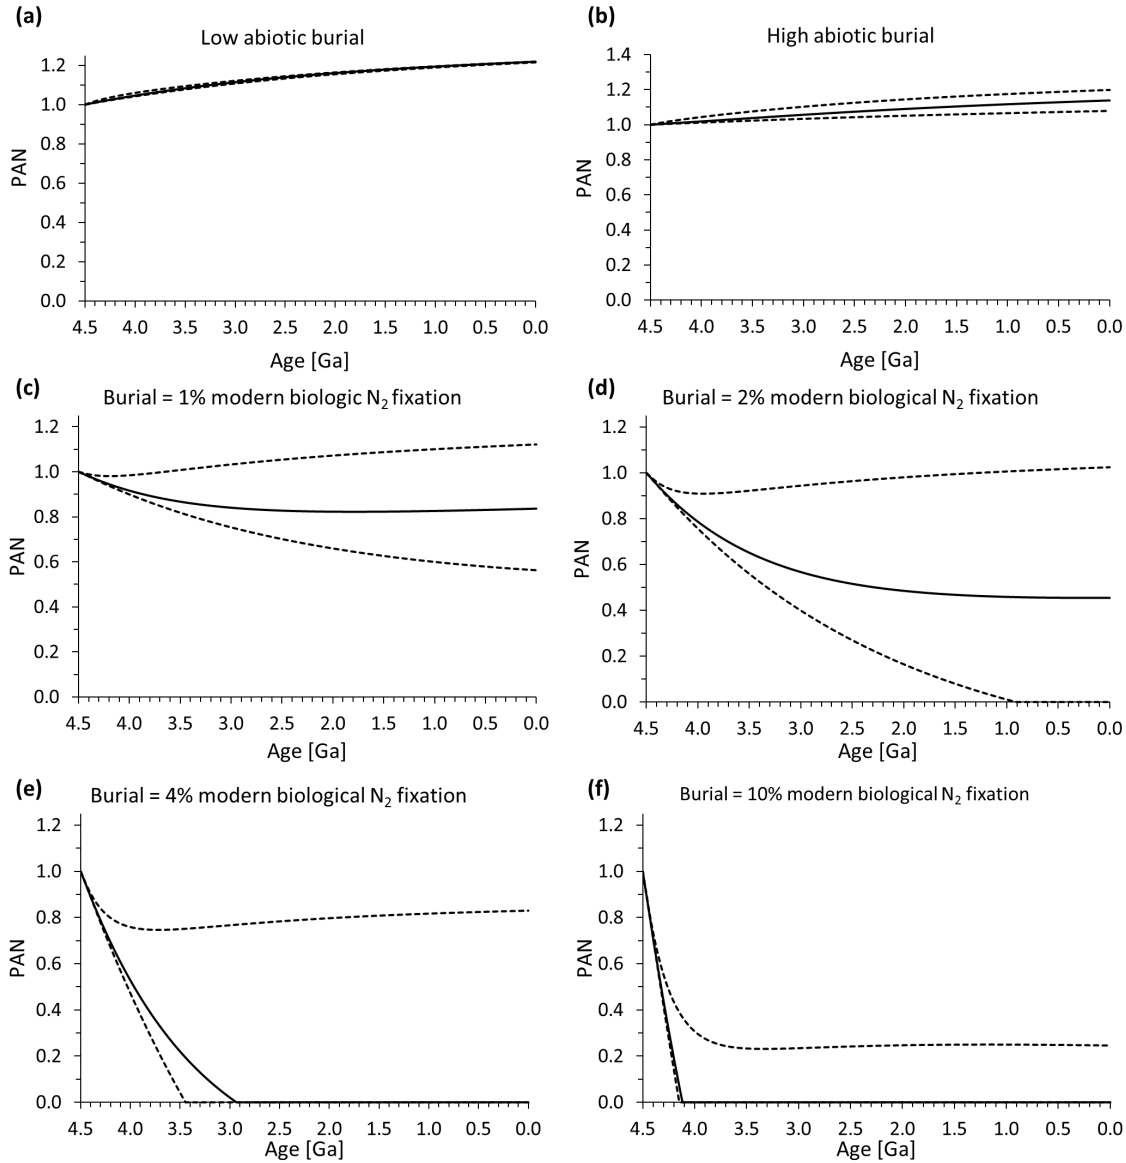 (a)
Low abiotic burial
PAN
1.2
1.0
0.8
0.6
0.4
0.2
0.0
4.5 4.0 3.5 3.0 2.5 2.0 1.5 1.0 0.5 0.0
Age [Ga]
(b)
High abiotic burial
PAN
1.4
1.2
1.0
0.8
0.6
0.4
0.2
0.0
4.5 4.0 3.5 3.0 2.5 2.0 1.5 1.0 0.5 0.0
Age [Ga]
(c)
Burial = 1% modern biologic N₂ fixation
PAN
1.2
1.0
0.8
0.6
0.4
0.2
0.0
4.5 4.0 3.5 3.0 2.5 2.0 1.5 1.0 0.5 0.0
Age [Ga]
(d)
Burial = 2% modern biological N₂ fixation
PAN
1.2
1.0
0.8
0.6
0.4
0.2
0.0
4.5 4.0 3.5 3.0 2.5 2.0 1.5 1.0 0.5 0.0
Age [Ga]
(e)
Burial = 4% modern biological N₂ fixation
PAN
1.2
1.0
0.8
0.6
0.4
0.2
0.0
4.5 4.0 3.5 3.0 2.5 2.0 1.5 1.0 0.5 0.0
Age [Ga]
(f)
Burial = 10% modern biological N₂ fixation
PAN
1.2
1.0
0.8
0.6
0.4
0.2
0.0
4.5 4.0 3.5 3.0 2.5 2.0 1.5 1.0 0.5 0.0
Age [Ga]